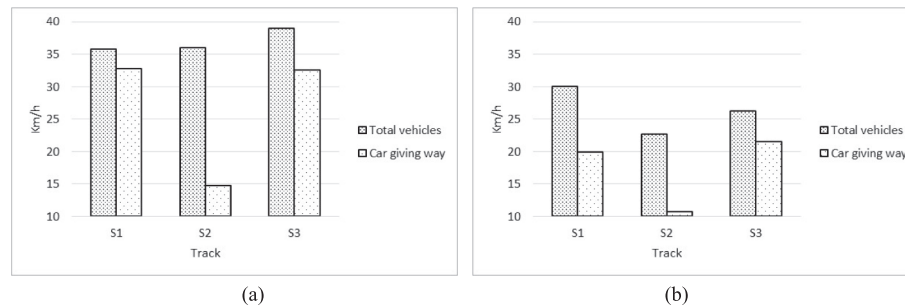 40
35
30
25
20
15
10
Km/h
S1
S2
S3
Track
Total vehicles
Car giving way
(a)
40
35
30
25
20
15
10
Km/h
S1
S2
S3
Track
Total vehicles
Car giving way
(b)